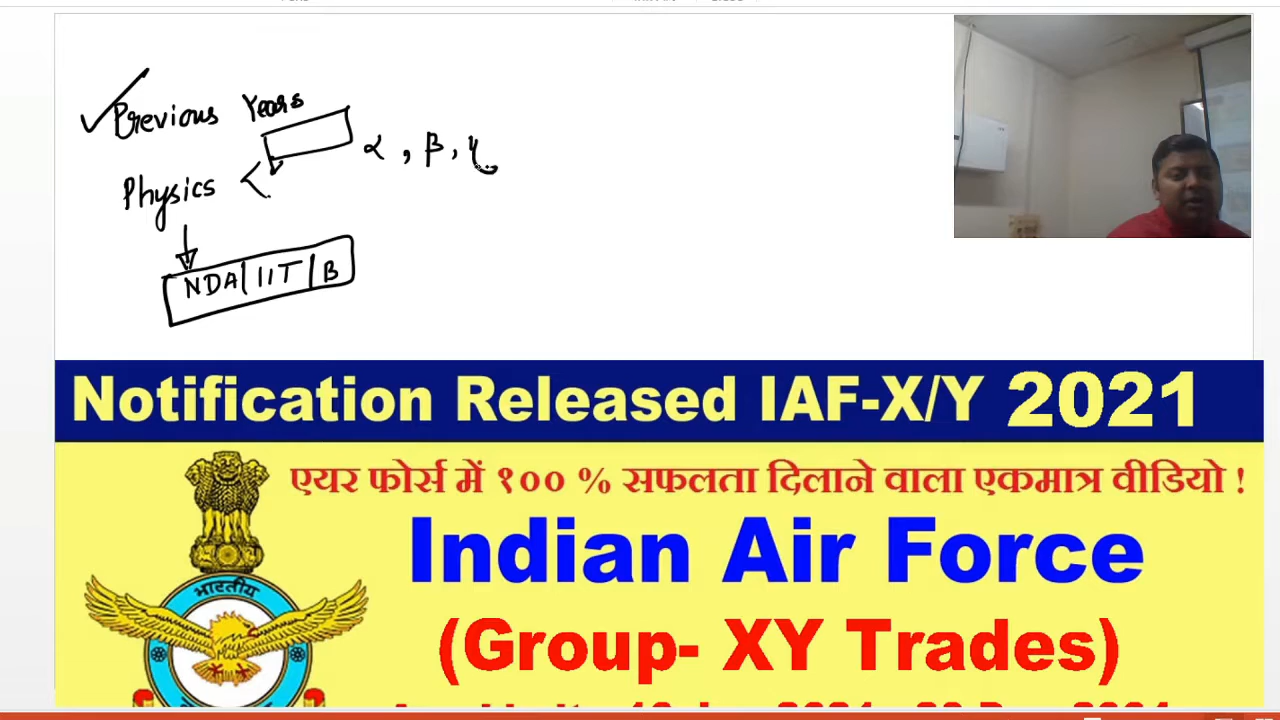 Previous Years
α , β , η
Physics
NDA | IIT | B
Notification Released IAF-X/Y 2021
एयर फोर्स में १०० % सफलता दिलाने वाला एकमात्र वीडियो !
Indian Air Force
भारतीय
(Group- XY Trades)